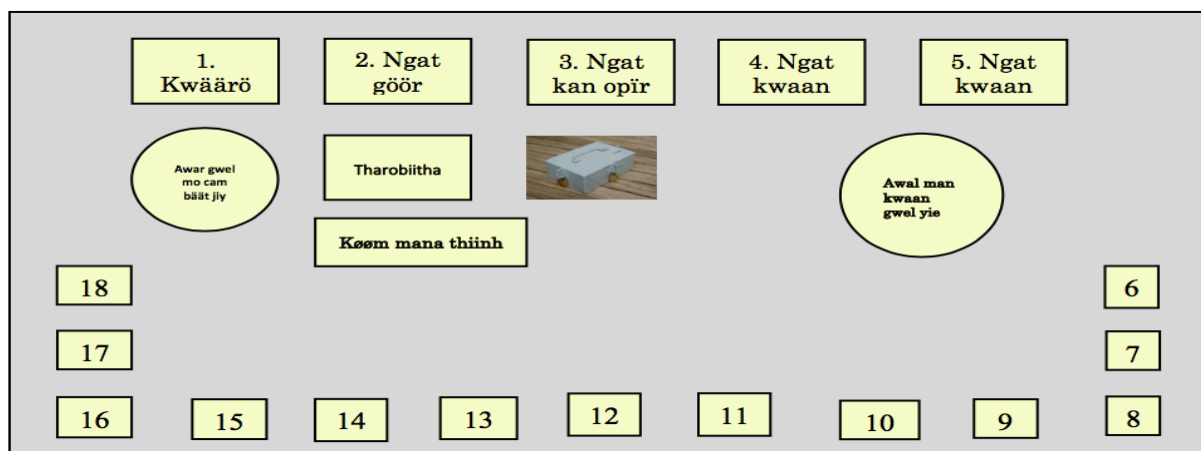 1.
Kwäärö
2. Ngat
göör
3. Ngat
kan opïr
4. Ngat
kwaan
5. Ngat
kwaan
Awar gwel
mo cam
bäät jiy
Tharobiitha
Awal man
kwaan
gwel yie
Køøm mana thiinh
18
6
17
7
16
15
14
13
12
11
10
9
8